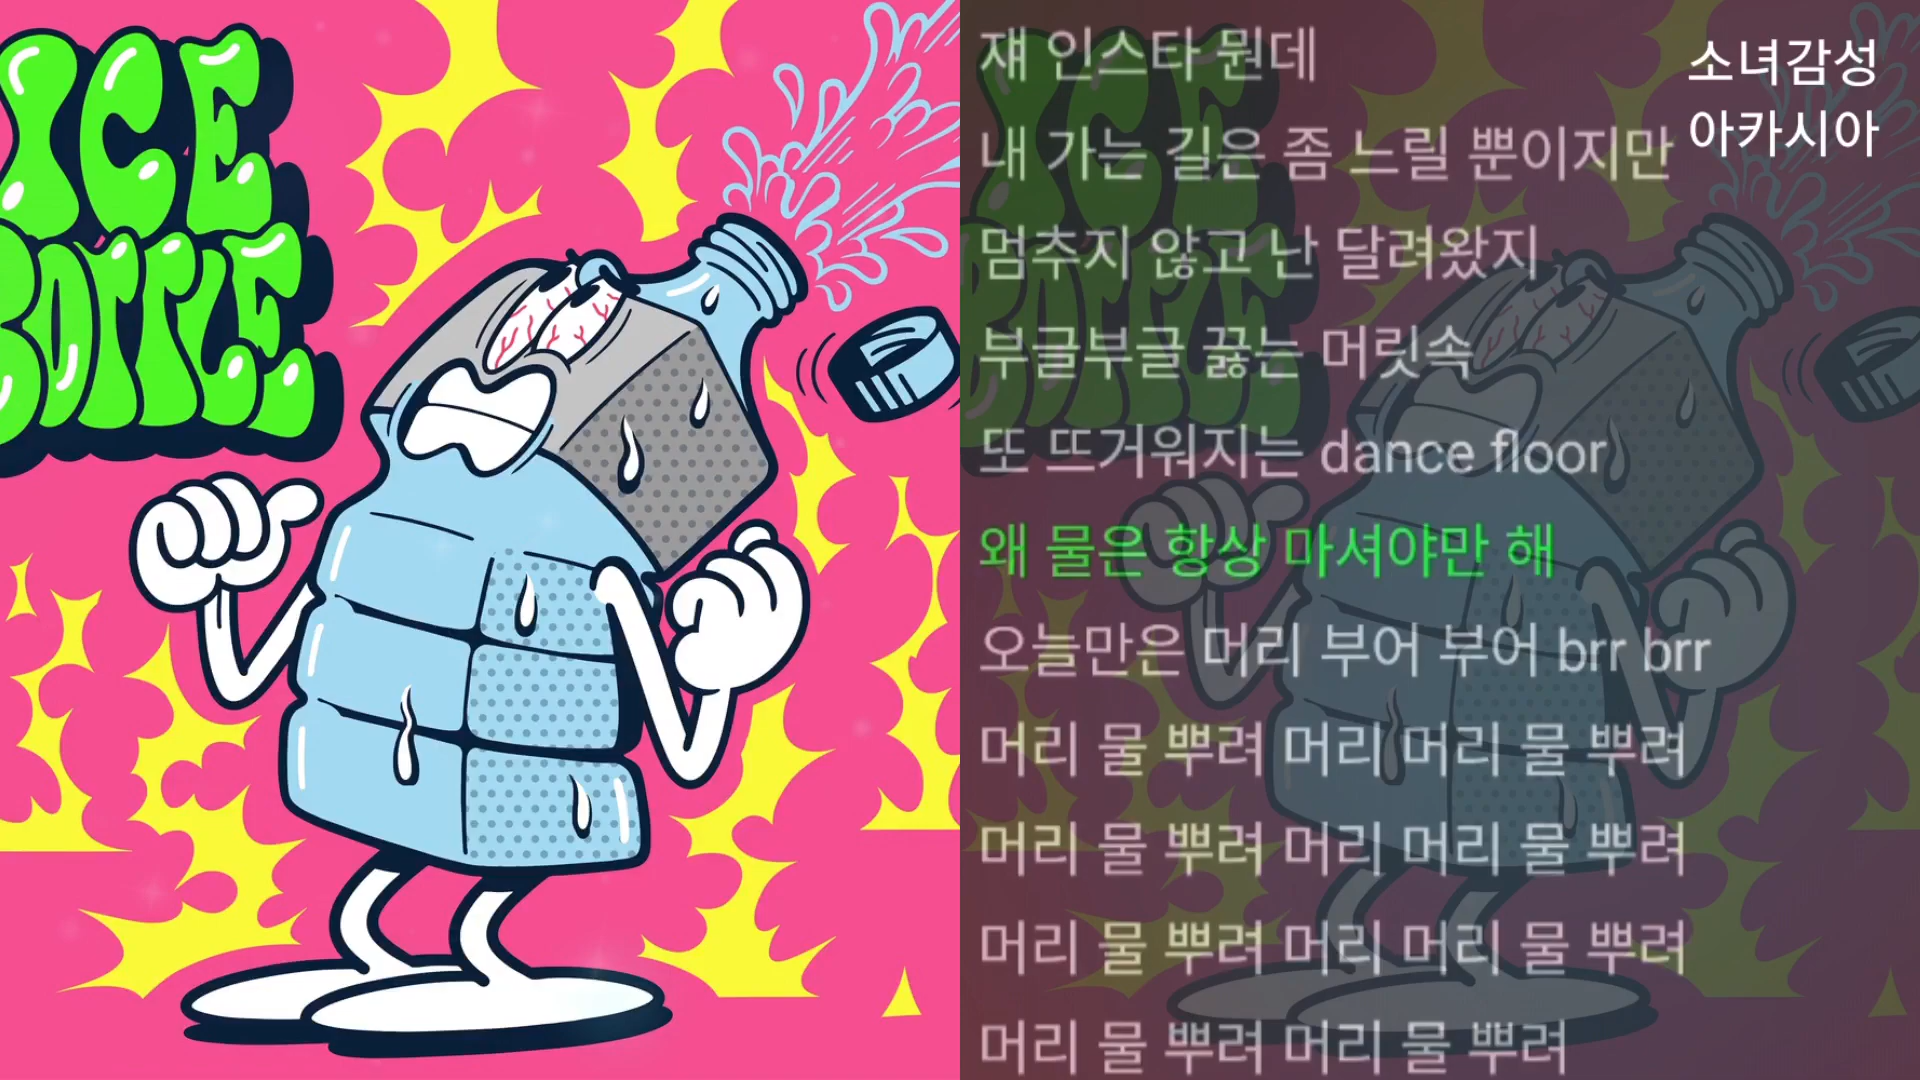 ICE
BOTTLE
쟤 인스타 뭔데
내 가는 길은 좀 느릴 뿐이지만
멈추지 않고 난 달려왔지
부글부글 끓는 머릿속
또 뜨거워지는 dance floor
왜 물은 항상 마셔야만 해
오늘만은 머리 부어 부어 brr brr
머리 물 뿌려 머리 머리 물 뿌려
머리 물 뿌려 머리 머리 물 뿌려
머리 물 뿌려 머리 머리 물 뿌려
머리 물 뿌려 머리 물 뿌려
소녀감성
아카시아